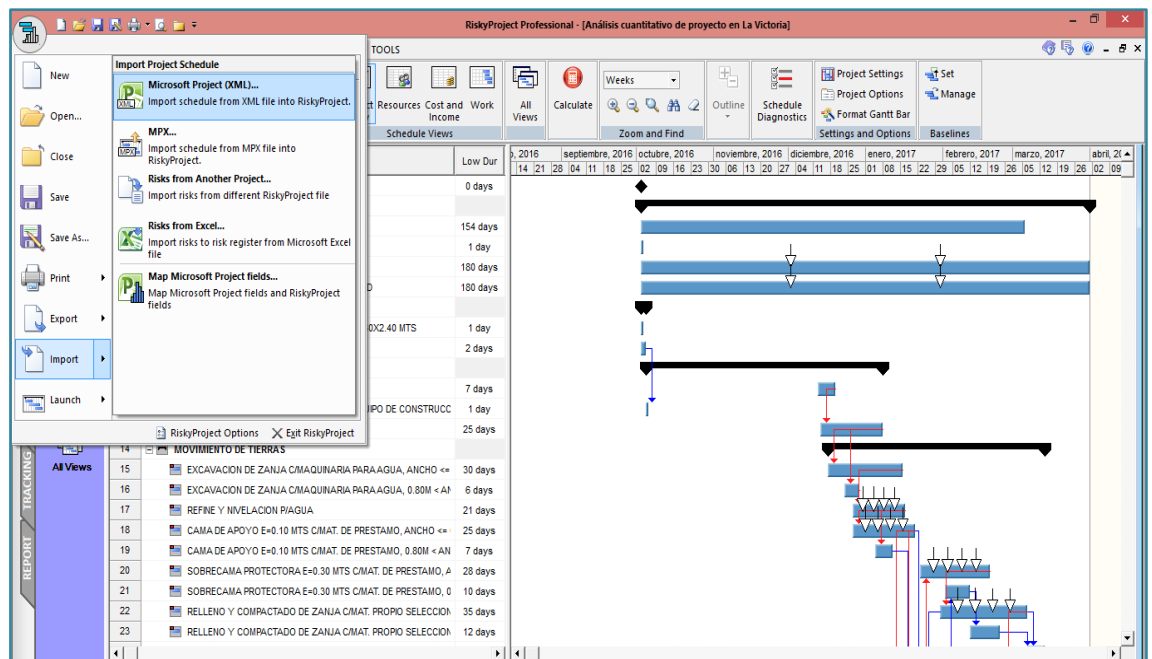 RiskyProject Professional - [Análisis cuantitativo de proyecto en La Victoria]
TOOLS
New
Open...
Close
Save
Save As...
Print
Export
Import
Launch
Import Project Schedule
Microsoft Project (XML)...
Import schedule from XML file into RiskyProject.
MPX...
Import schedule from MPX file into
RiskyProject.
Risks from Another Project...
Import risks from different RiskyProject file
Risks from Excel...
Import risks to risk register from Microsoft Excel
file
Map Microsoft Project fields...
Map Microsoft Project fields and RiskyProject
fields
RiskyProject Options
Exit RiskyProject
Resources
Cost and
Income
Work
Schedule Views
All
Views
Calculate
Weeks
Zoom and Find
Outline
Schedule
Diagnostics
Project Settings
Project Options
Format Gantt Bar
Settings and Options
Set
Manage
Baselines
Low Dur
, 2016 septiembre, 2016 octubre, 2016 noviembre, 2016 diciembre, 2016 enero, 2017 febrero, 2017 marzo, 2017 abril, 2(
14 21 28 04 11 18 25 02 09 16 23 30 06 13 20 27 04 11 18 25 01 08 15 22 29 05 12 19 26 05 12 19 26 02 09
0 days
154 days
1 day
180 days
180 days
0X2.40 MTS 1 day
2 days
7 days
IPO DE CONSTRUCC 1 day
25 days
14 MOVIMIENTO DE TIERRAS
15 EXCAVACION DE ZANJA C/MAQUINARIA PARA AGUA, ANCHO <= 30 days
16 EXCAVACION DE ZANJA C/MAQUINARIA PARA AGUA, 0.80M < AN 6 days
17 REFINE Y NIVELACION P/AGUA 21 days
18 CAMA DE APOYO E=0.10 MTS C/MAT. DE PRESTAMO, ANCHO <= 25 days
19 CAMA DE APOYO E=0.10 MTS C/MAT. DE PRESTAMO, 0.80M < AN 7 days
20 SOBRECAMA PROTECTORA E=0.30 MTS C/MAT. DE PRESTAMO, A 28 days
21 SOBRECAMA PROTECTORA E=0.30 MTS C/MAT. DE PRESTAMO, 0 10 days
22 RELLENO Y COMPACTADO DE ZANJA C/MAT. PROPIO SELECCION 35 days
23 RELLENO Y COMPACTADO DE ZANJA C/MAT. PROPIO SELECCION 12 days
All Views
TRACKING
REPORT